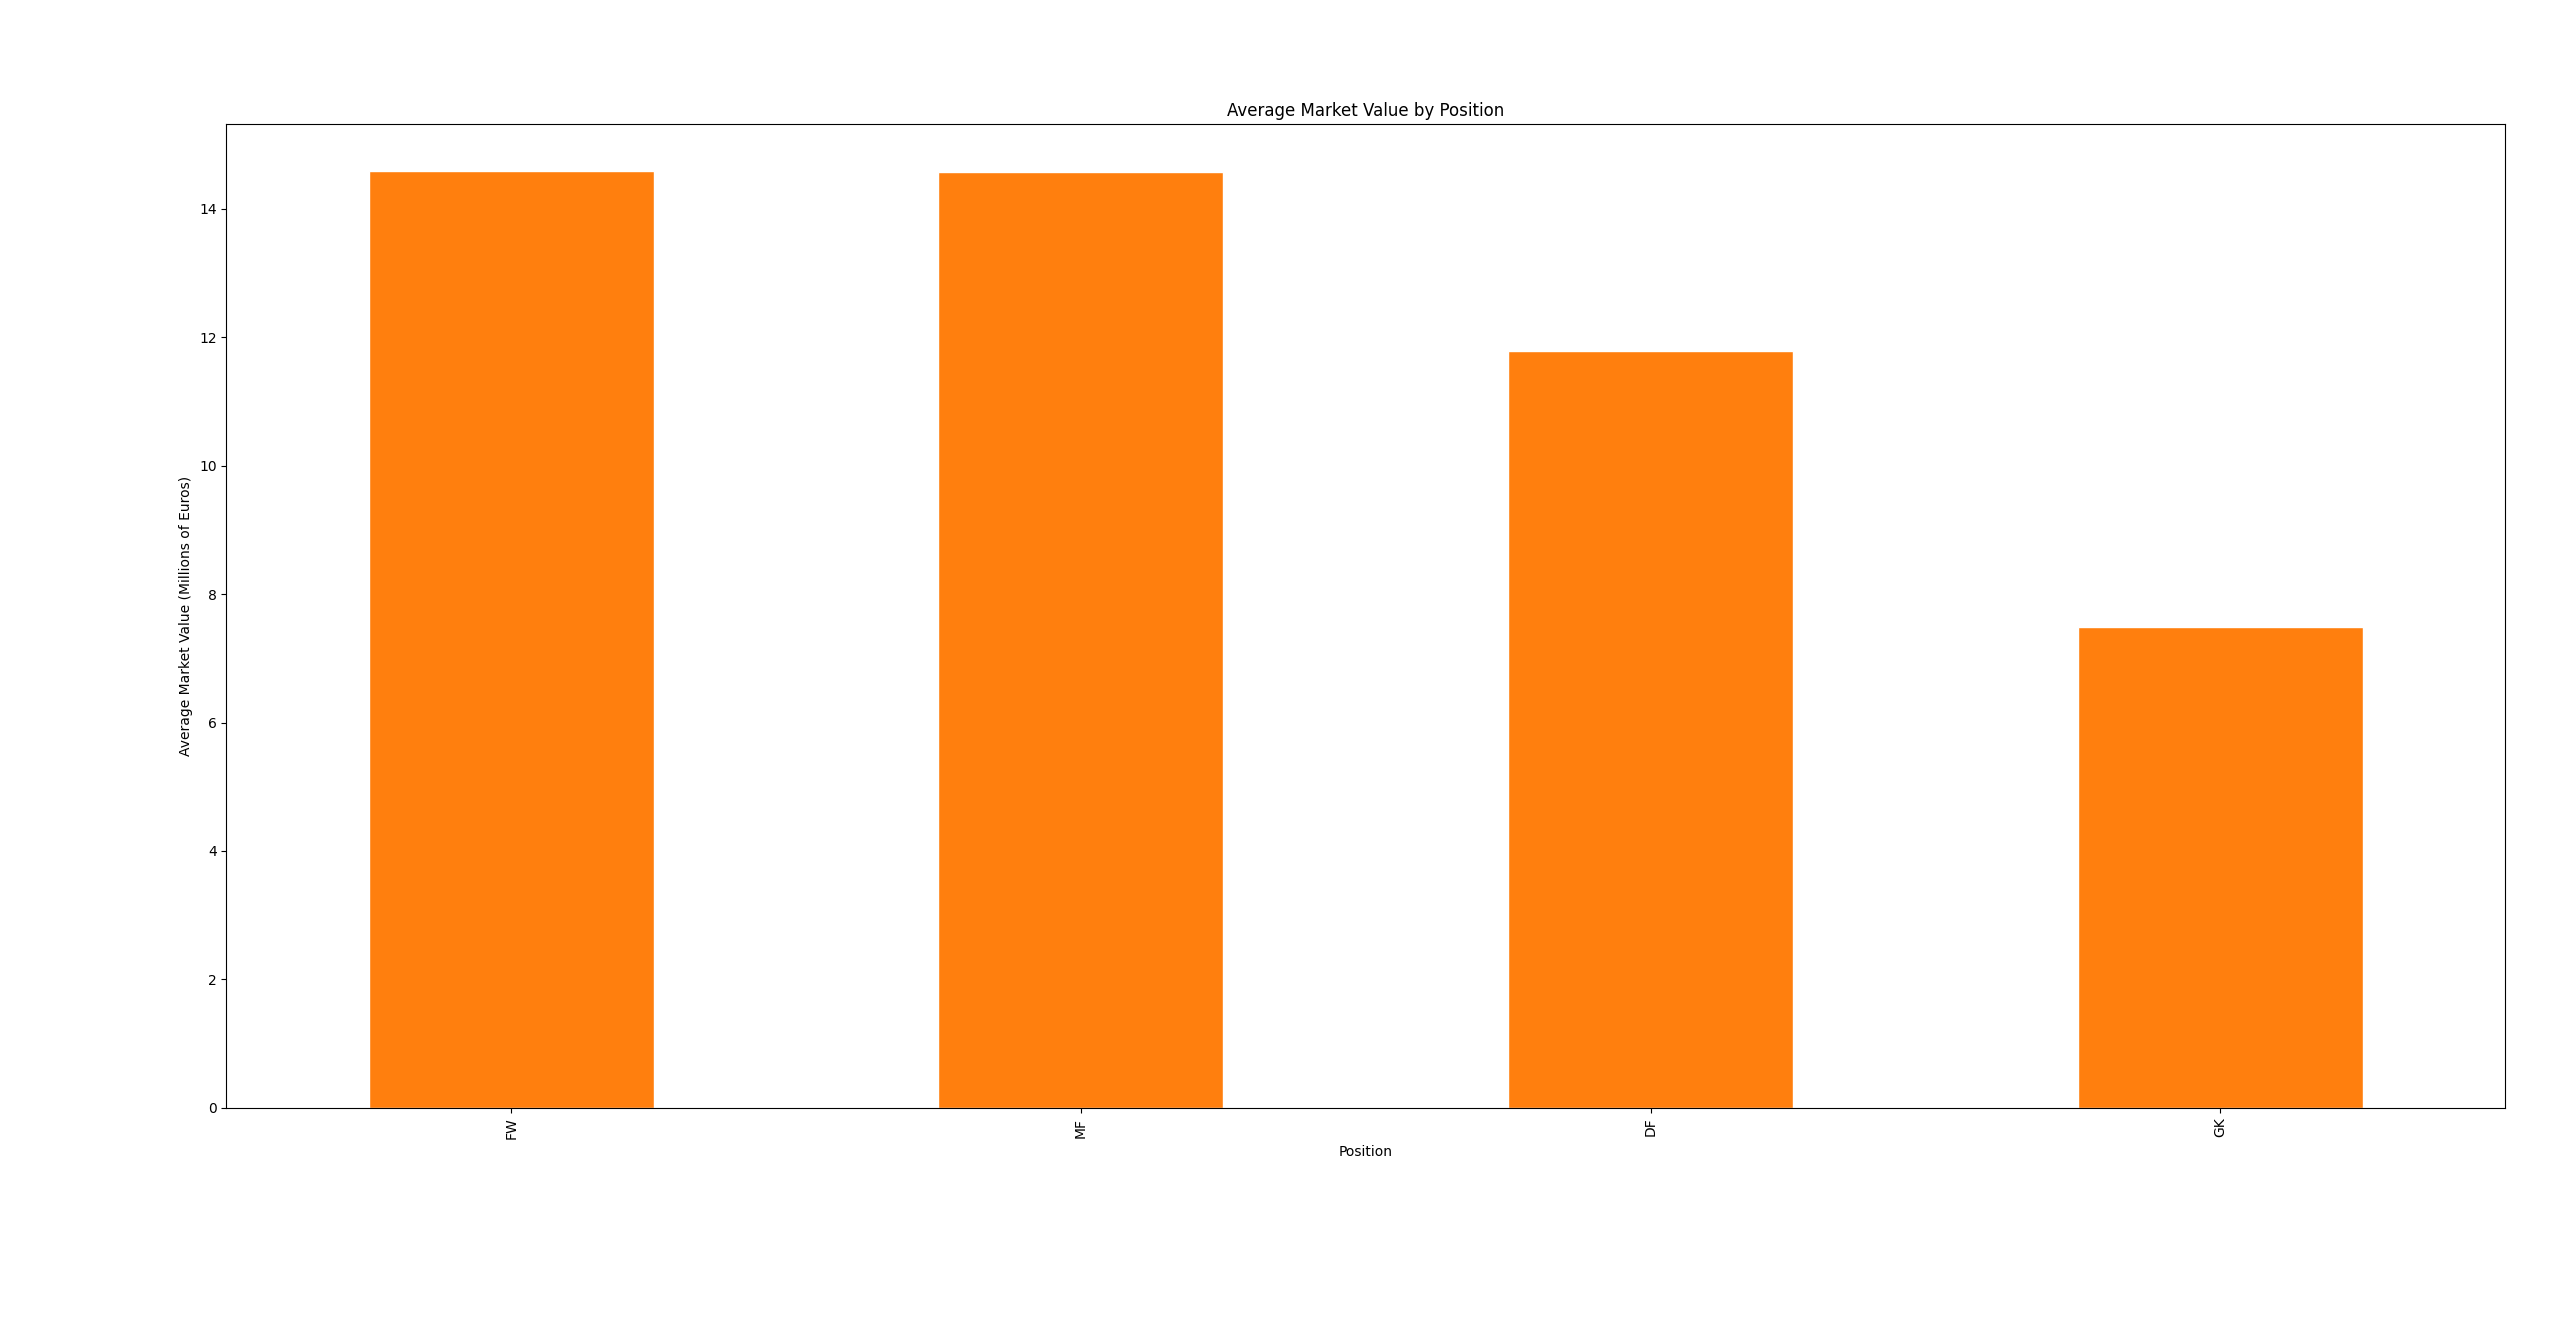 Average Market Value by Position
Average Market Value (Millions of Euros)
14
12
10
8
6
4
2
0
FW
MF
DF
GK
Position